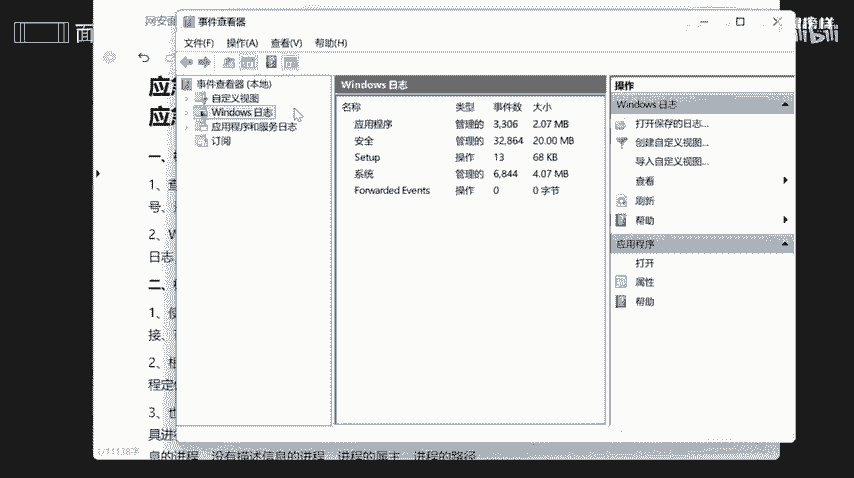 面
网安面
事件查看器
文件(F) 操作(A) 查看(V) 帮助(H)
事件查看器 (本地)
自定义视图
Windows 日志
应用程序和服务日志
订阅
Windows 日志
名称 类型 事件数 大小
应用程序 管理的 3,306 2.07 MB
安全 管理的 32,864 20.00 MB
Setup 操作 13 68 KB
系统 管理的 6,844 4.07 MB
Forwarded Events 操作 0 0 字节
操作
Windows 日志
打开保存的日志...
创建自定义视图...
导入自定义视图...
查看
刷新
帮助
应用程序
打开
属性
帮助
应
应
一、
1、查
号、
2、W
日志
二、
1、使
接、
2、根
程定
3、也
具进
息的进程、没有描述信息的进程、进程的属主、进程的路径